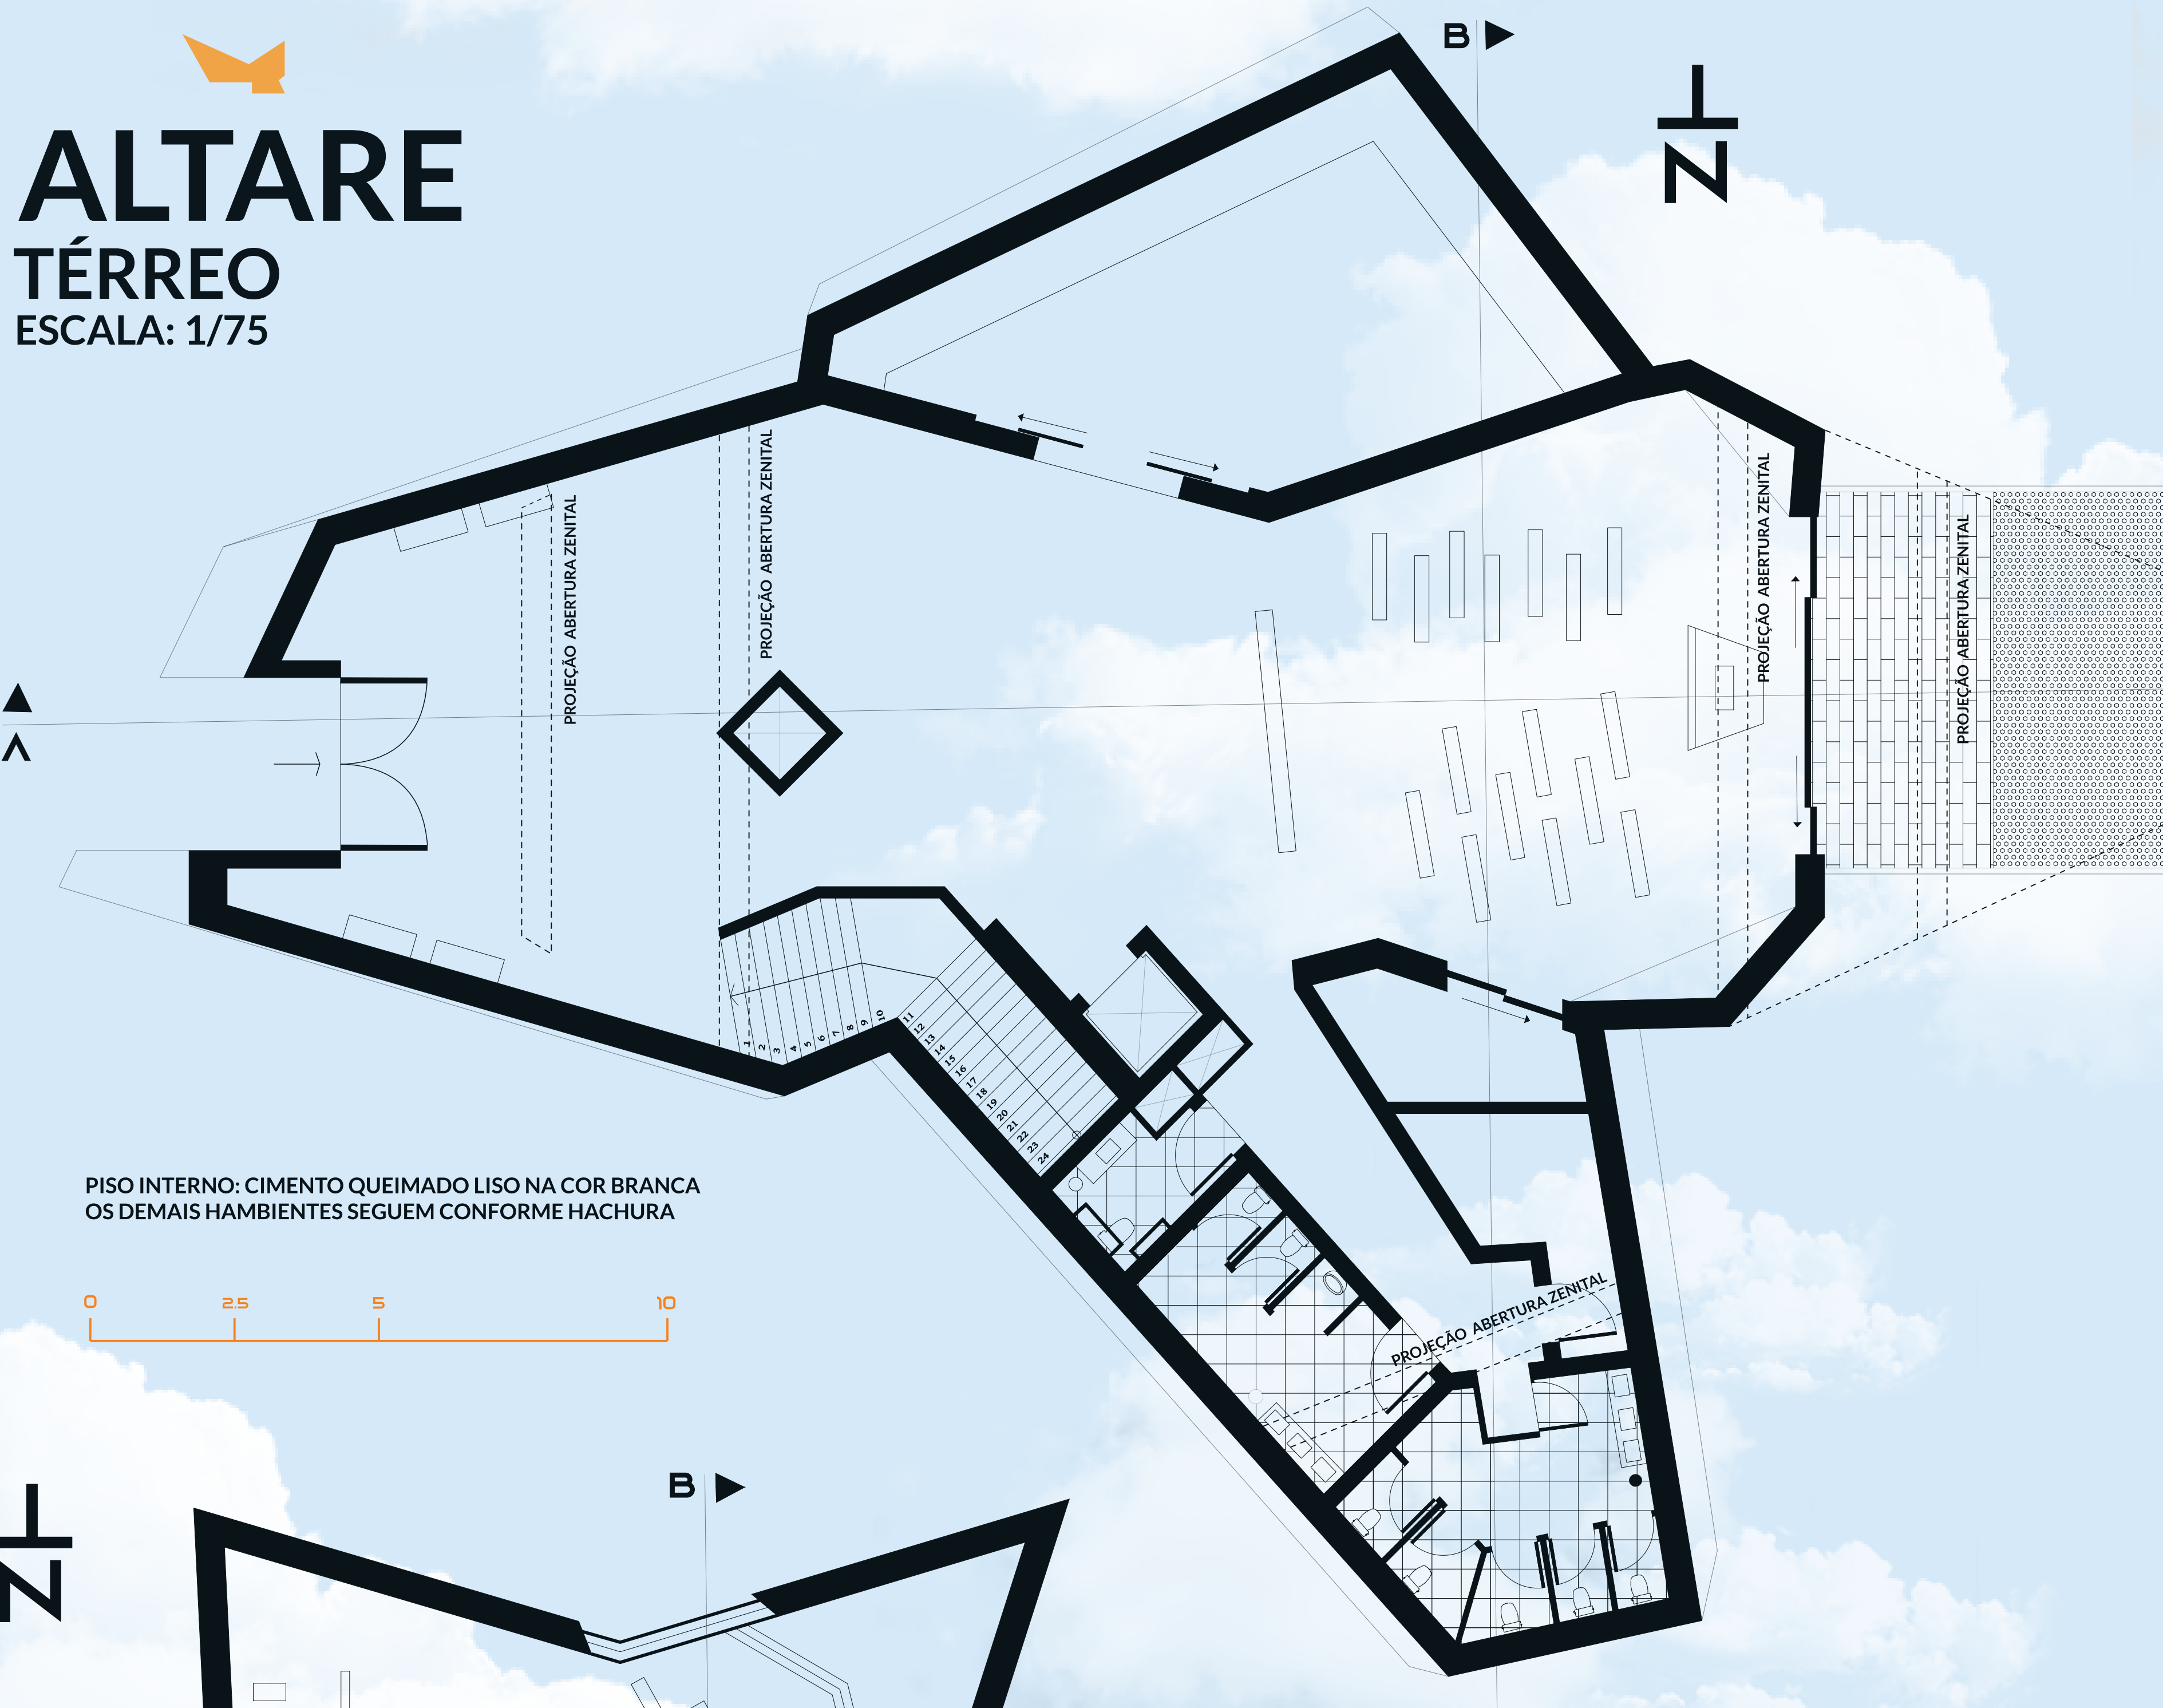 ALTARE
TÉRREO
ESCALA: 1/75
B
N
A
PROJEÇÃO ABERTURA ZENITAL
PROJEÇÃO ABERTURA ZENITAL
PROJEÇÃO ABERTURA ZENITAL
PROJEÇÃO ABERTURA ZENITAL
1
2
3
4
5
6
7
8
9
10
11
12
13
14
15
16
17
18
19
20
21
22
23
24
PROJEÇÃO ABERTURA ZENITAL
PISO INTERNO: CIMENTO QUEIMADO LISO NA COR BRANCA
OS DEMAIS HAMBIENTES SEGUEM CONFORME HACHURA
0 2.5 5 10
B
N